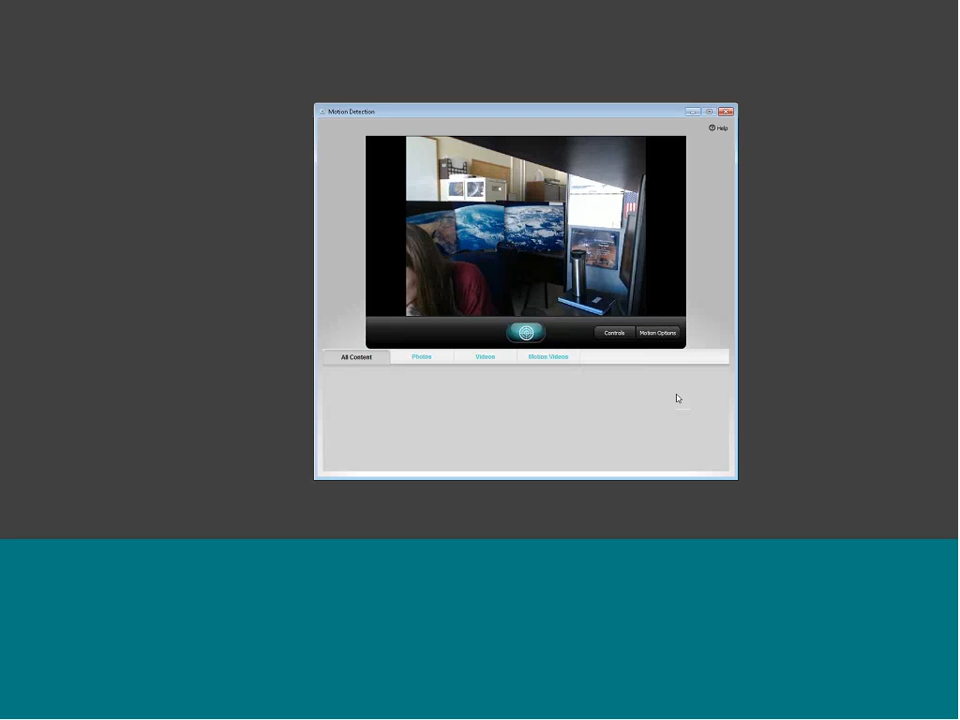 Motion Detection
Help
Controls
Motion Options
All Content
Photos
Videos
Motion Videos